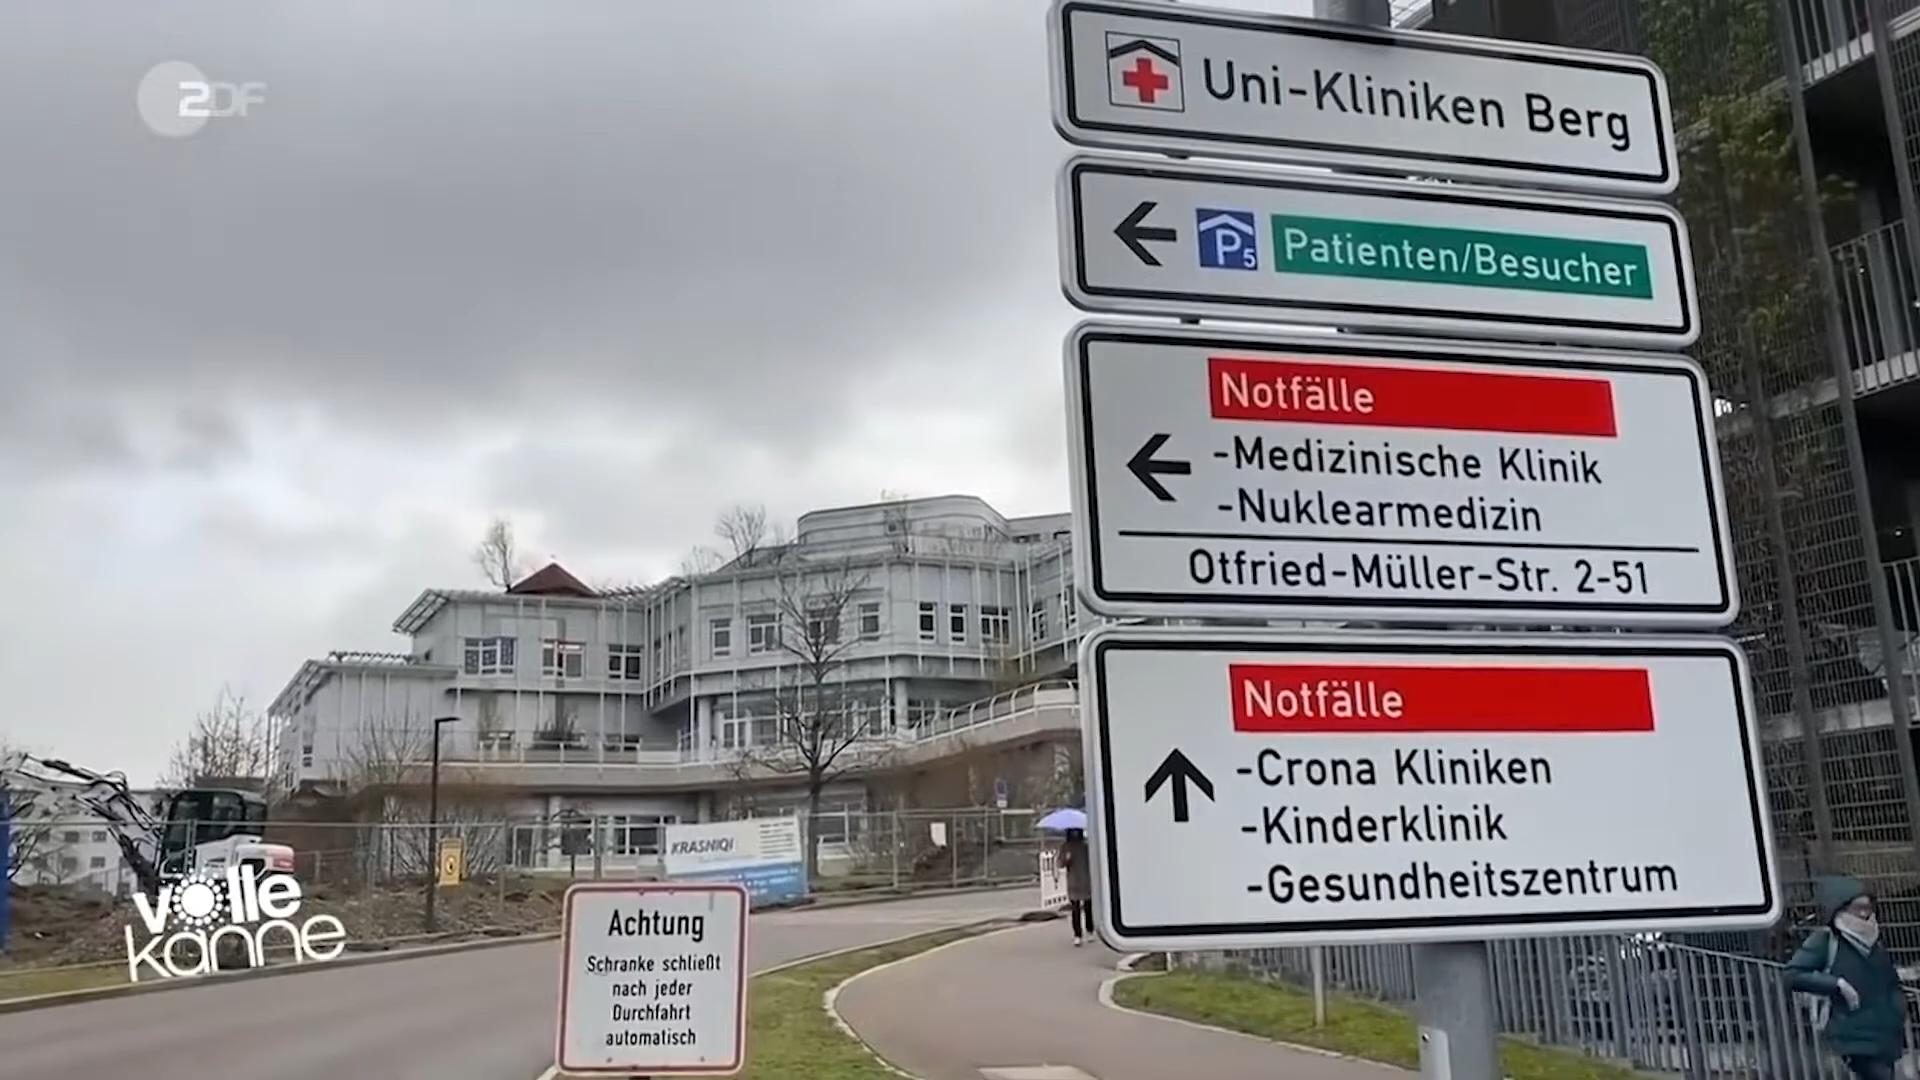 ZDF
Uni-Kliniken Berg
P5 Patienten/Besucher
Notfälle
-Medizinische Klinik
-Nuklearmedizin
Otfried-Müller-Str. 2-51
Notfälle
-Crona Kliniken
-Kinderklinik
-Gesundheitszentrum
KRASNIQI
volle
kanne
Achtung
Schranke schließt
nach jeder
Durchfahrt
automatisch